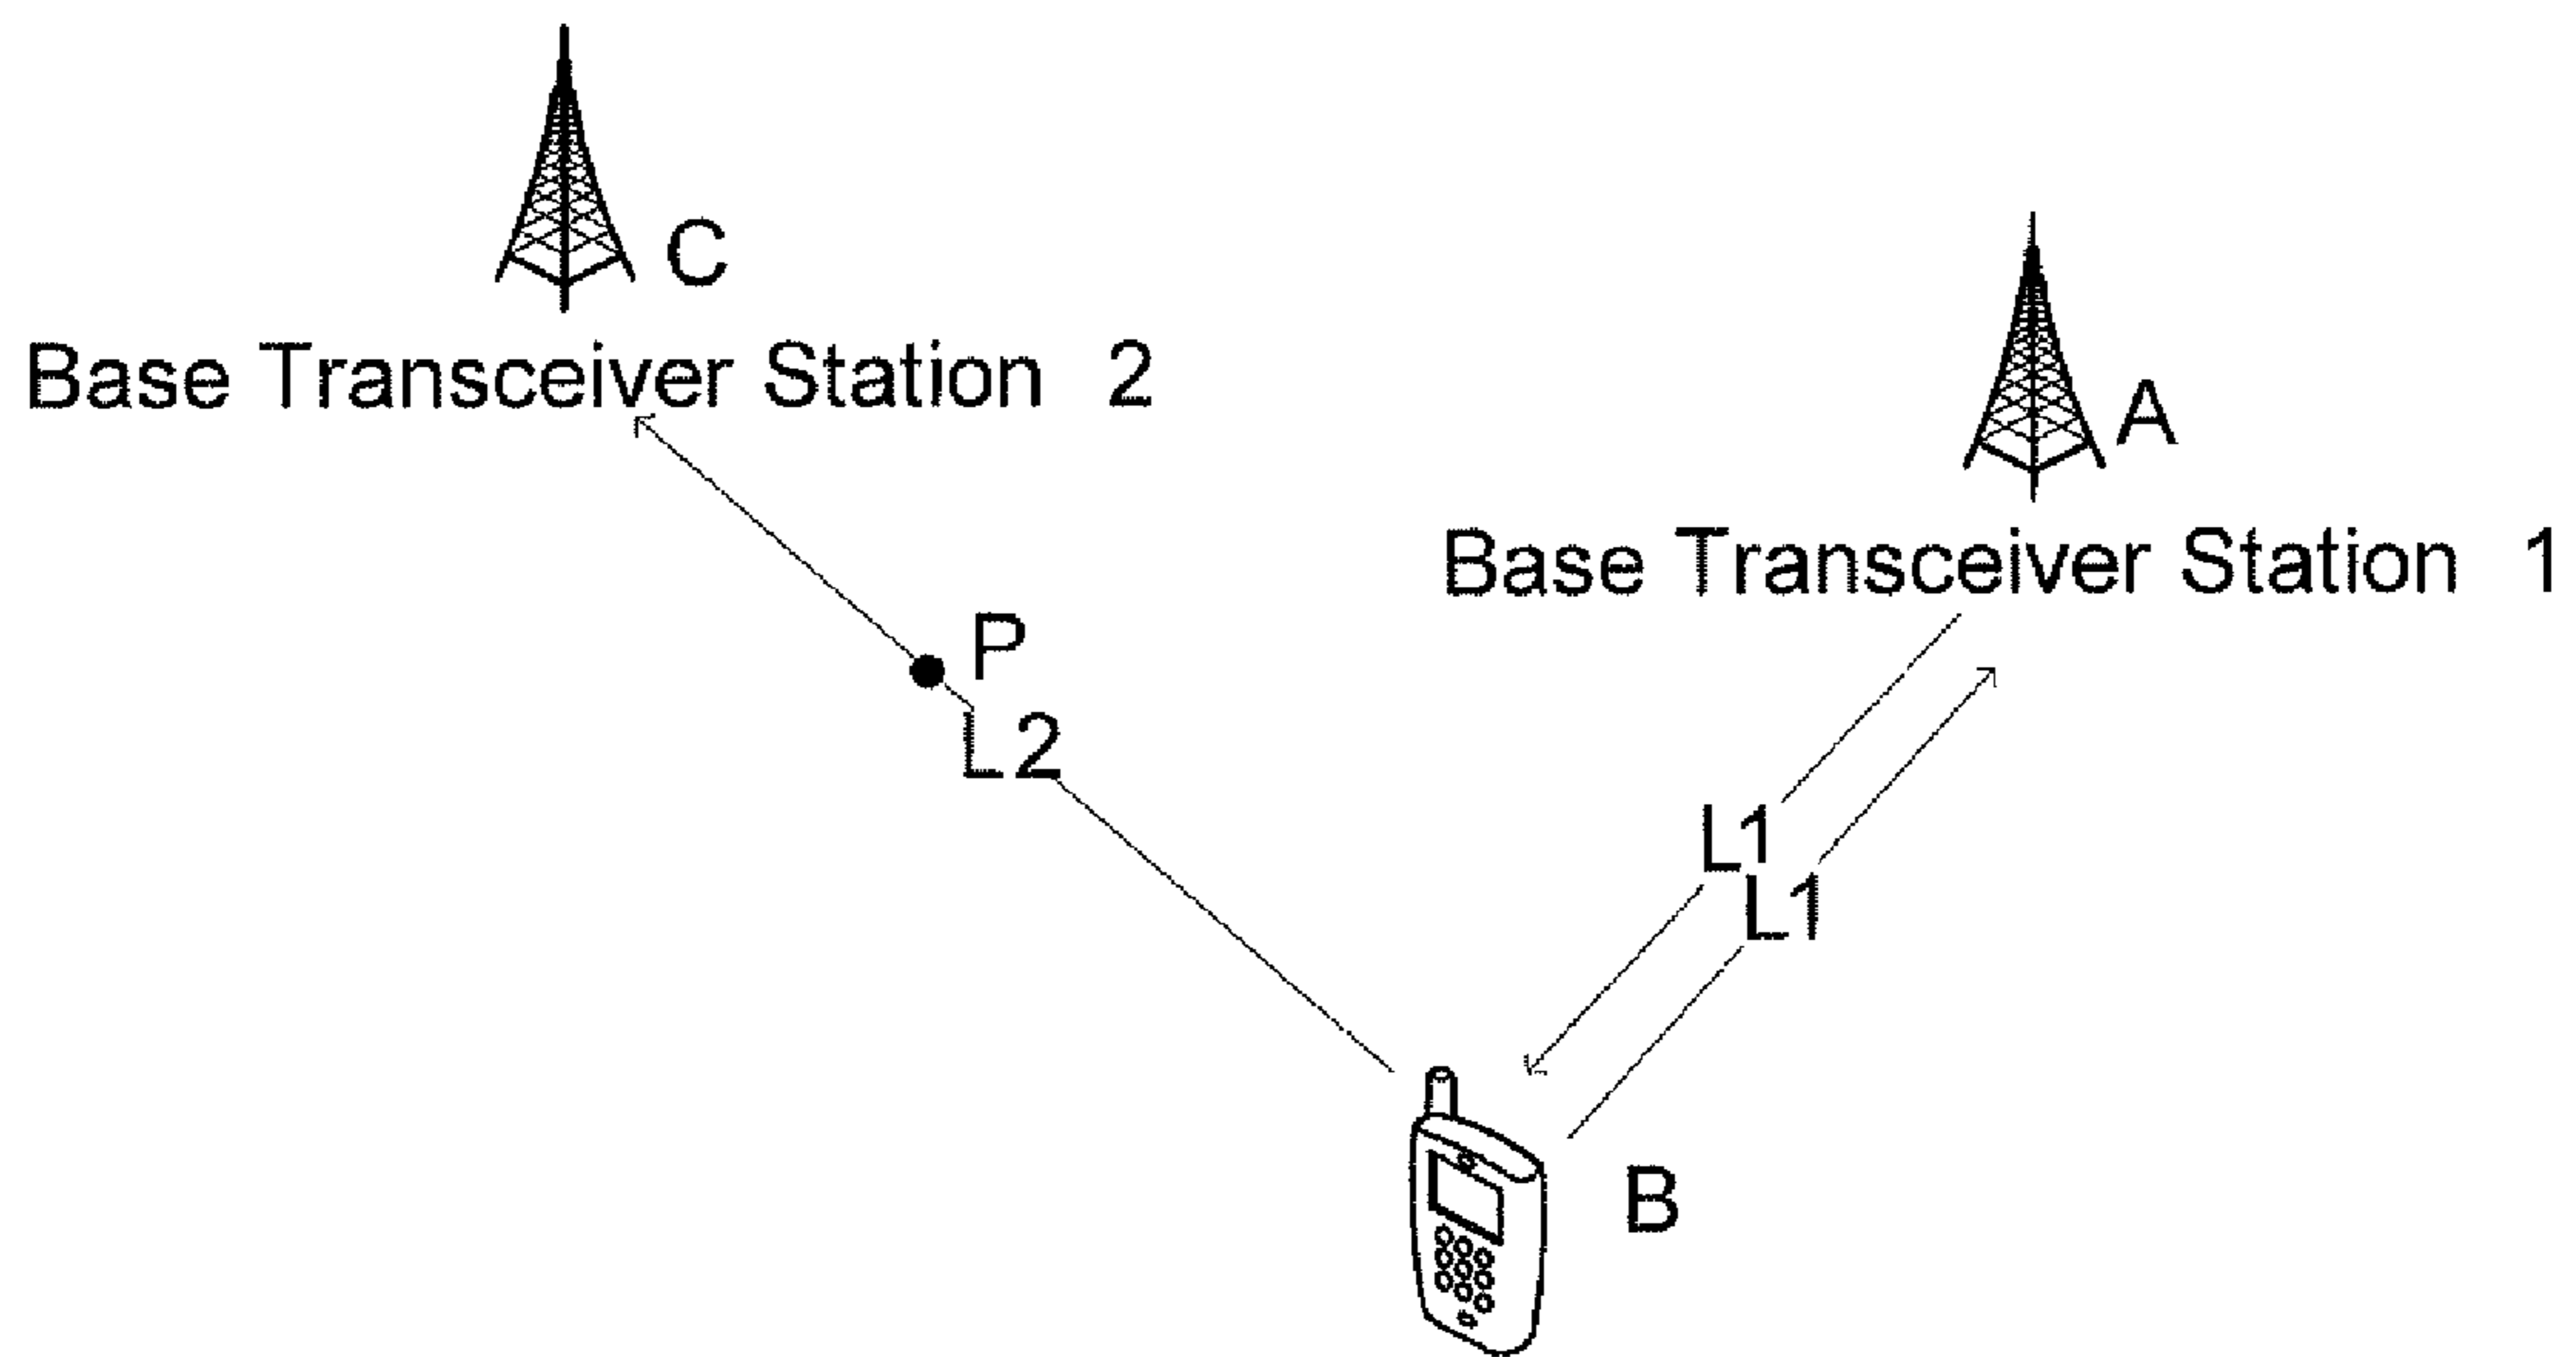 C
Base Transceiver Station 2
A
Base Transceiver Station 1
P
L2
L1
L1
B